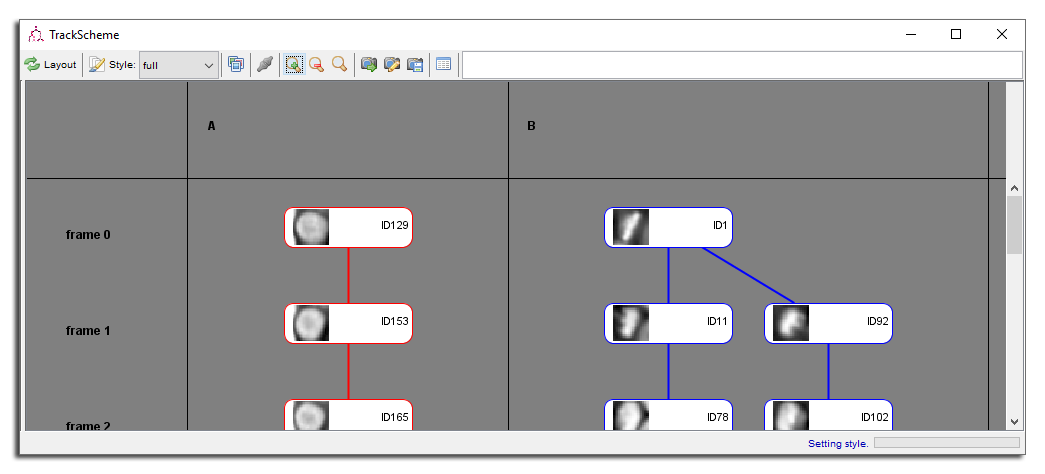 TrackScheme
Layout Style: full
A B
frame 0 ID129 ID1
frame 1 ID153 ID11 ID92
frame 2 ID165 ID78 ID102
Setting style.